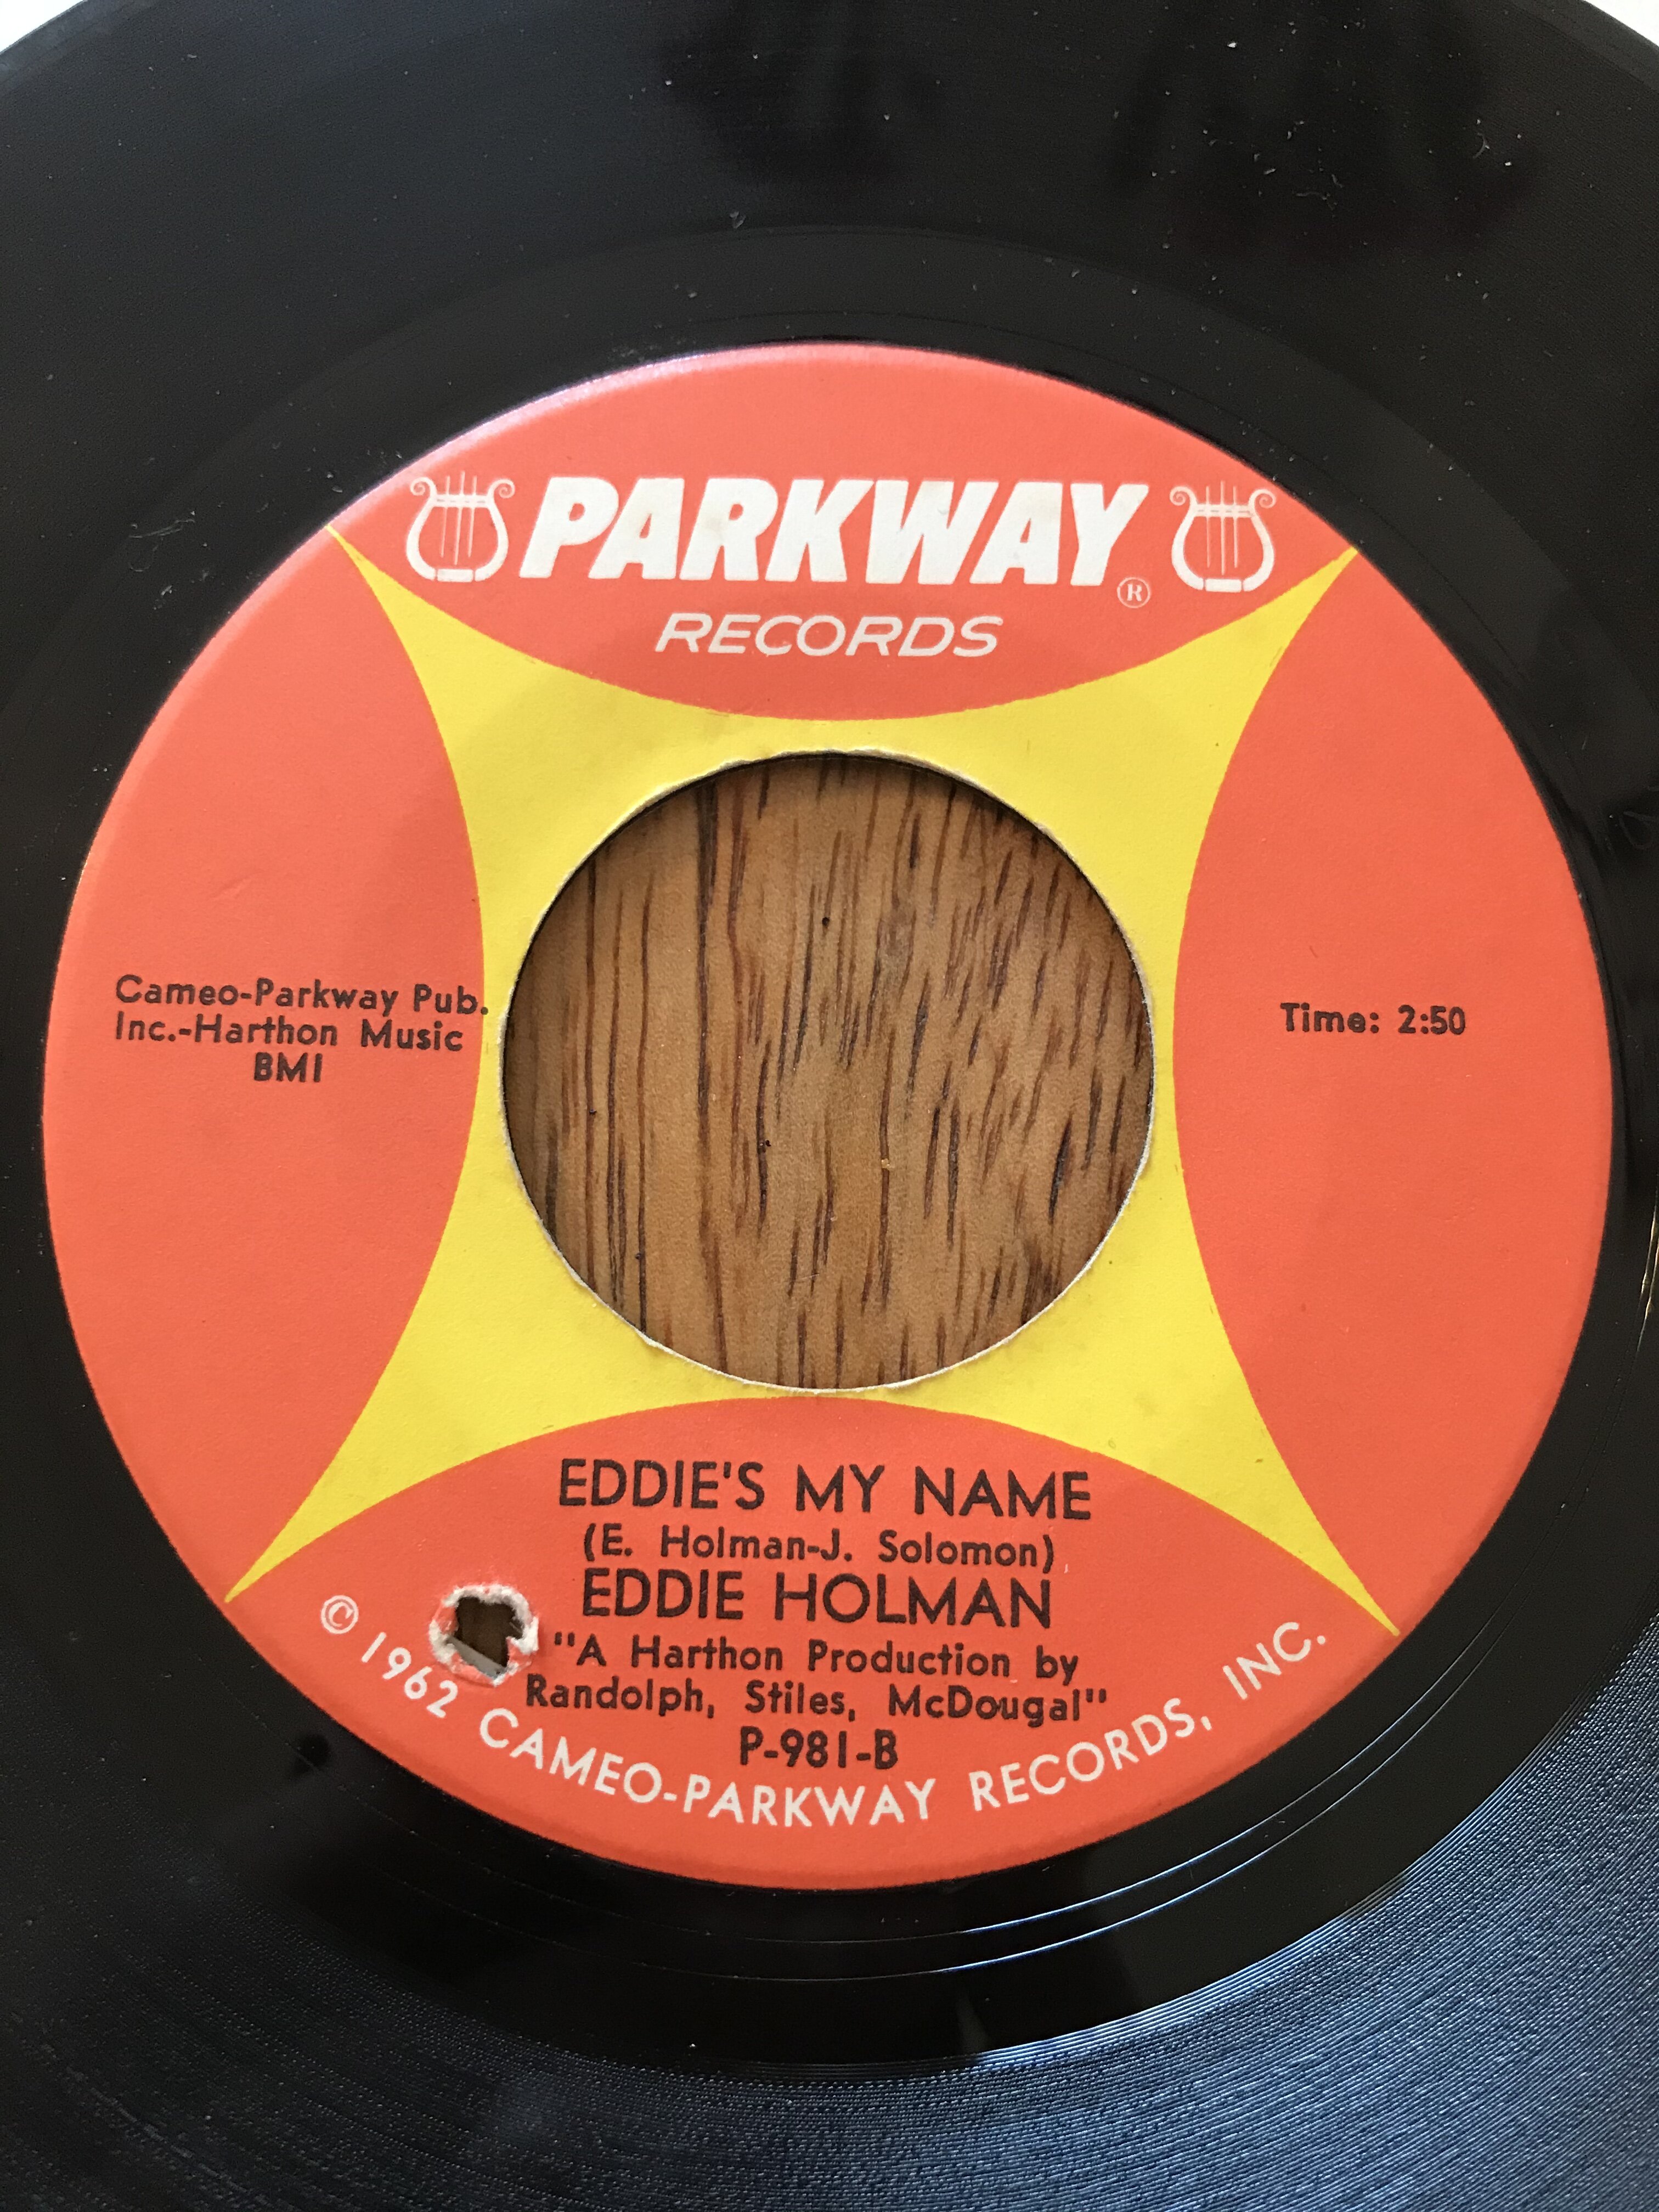 PARKWAY ®
RECORDS
Cameo-Parkway Pub.
Inc.-Harthon Music
BMI
Time: 2:50
EDDIE'S MY NAME
(E. Holman-J. Solomon)
EDDIE HOLMAN
"A Harthon Production by
Randolph, Stiles, McDougal"
P-981-B
© 1962 CAMEO-PARKWAY RECORDS, INC.